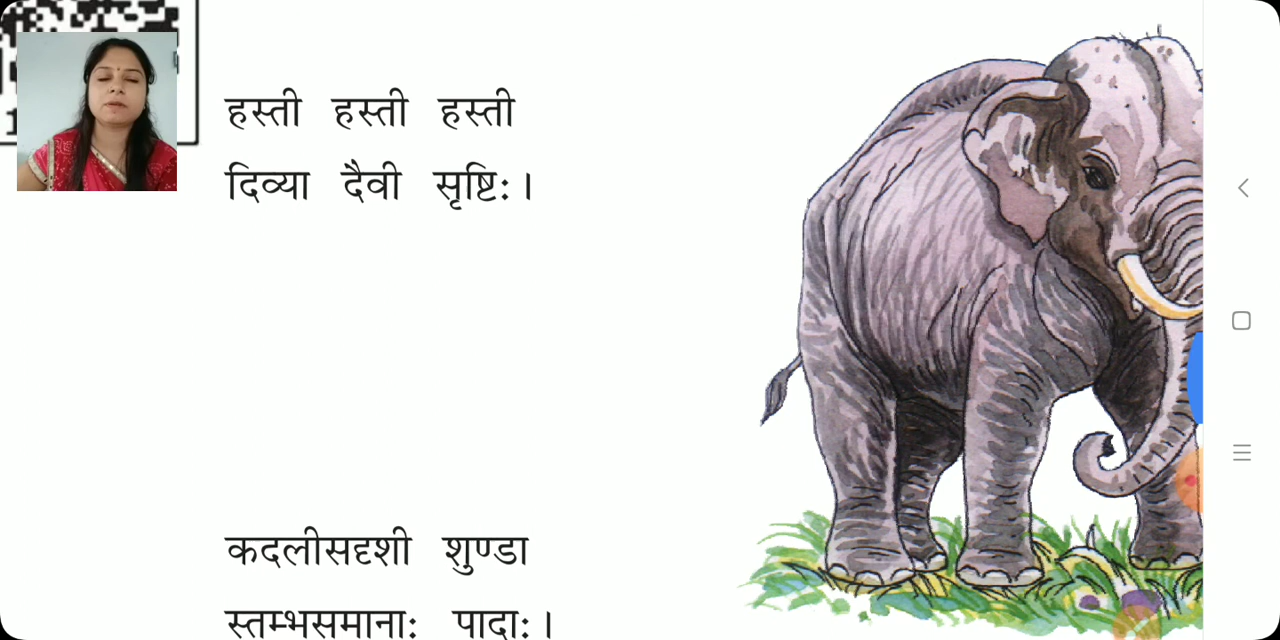 हस्ती हस्ती हस्ती
दिव्या दैवी सृष्टिः।
कदलीसदृशी शुण्डा
स्तम्भसमानाः पादाः।